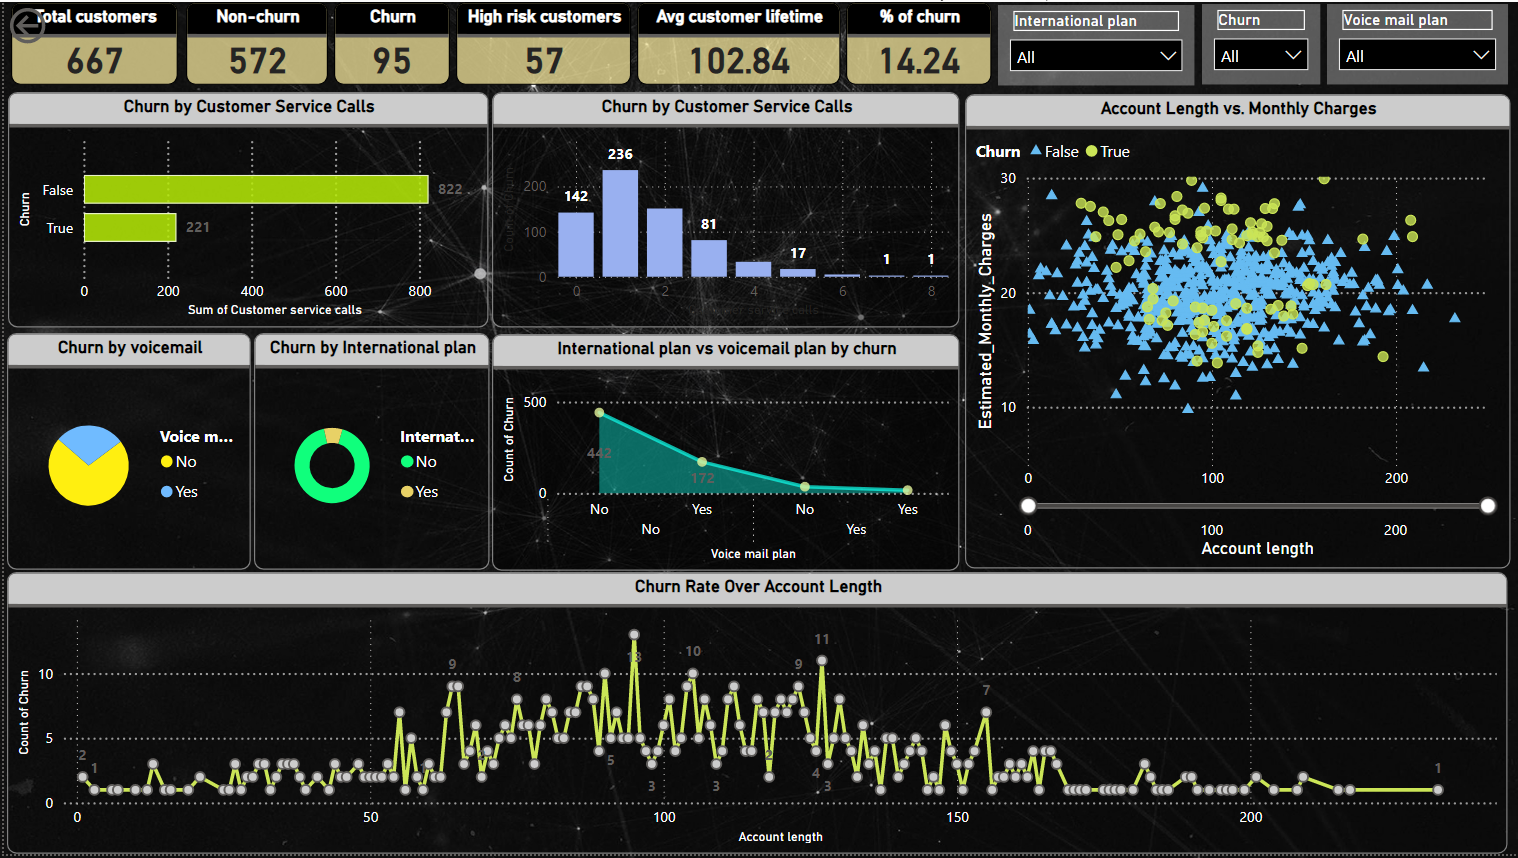 Total customers
667
Non-churn
572
Churn
95
High risk customers
57
Avg customer lifetime
102.84
% of churn
14.24
International plan
All
Churn
All
Voice mail plan
All
Churn by Customer Service Calls
Churn
False
True
822
221
0 200 400 600 800
Sum of Customer service calls
Churn by Customer Service Calls
200
100
0
142
236
81
17
1
1
0 2 4 6 8
Account Length vs. Monthly Charges
Churn False True
Estimated_Monthly_Charges
30
20
10
0 100 200
0 100 200
Account length
Churn by voicemail
Voice m...
No
Yes
Churn by International plan
Internat...
No
Yes
International plan vs voicemail plan by churn
Count of Churn
500
0
442
172
No Yes No Yes
No Yes
Voice mail plan
Churn Rate Over Account Length
Count of Churn
10
5
0
2
1
9
8
5
13
3
10
3
9
11
4
3
7
1
0 50 100 150 200
Account length